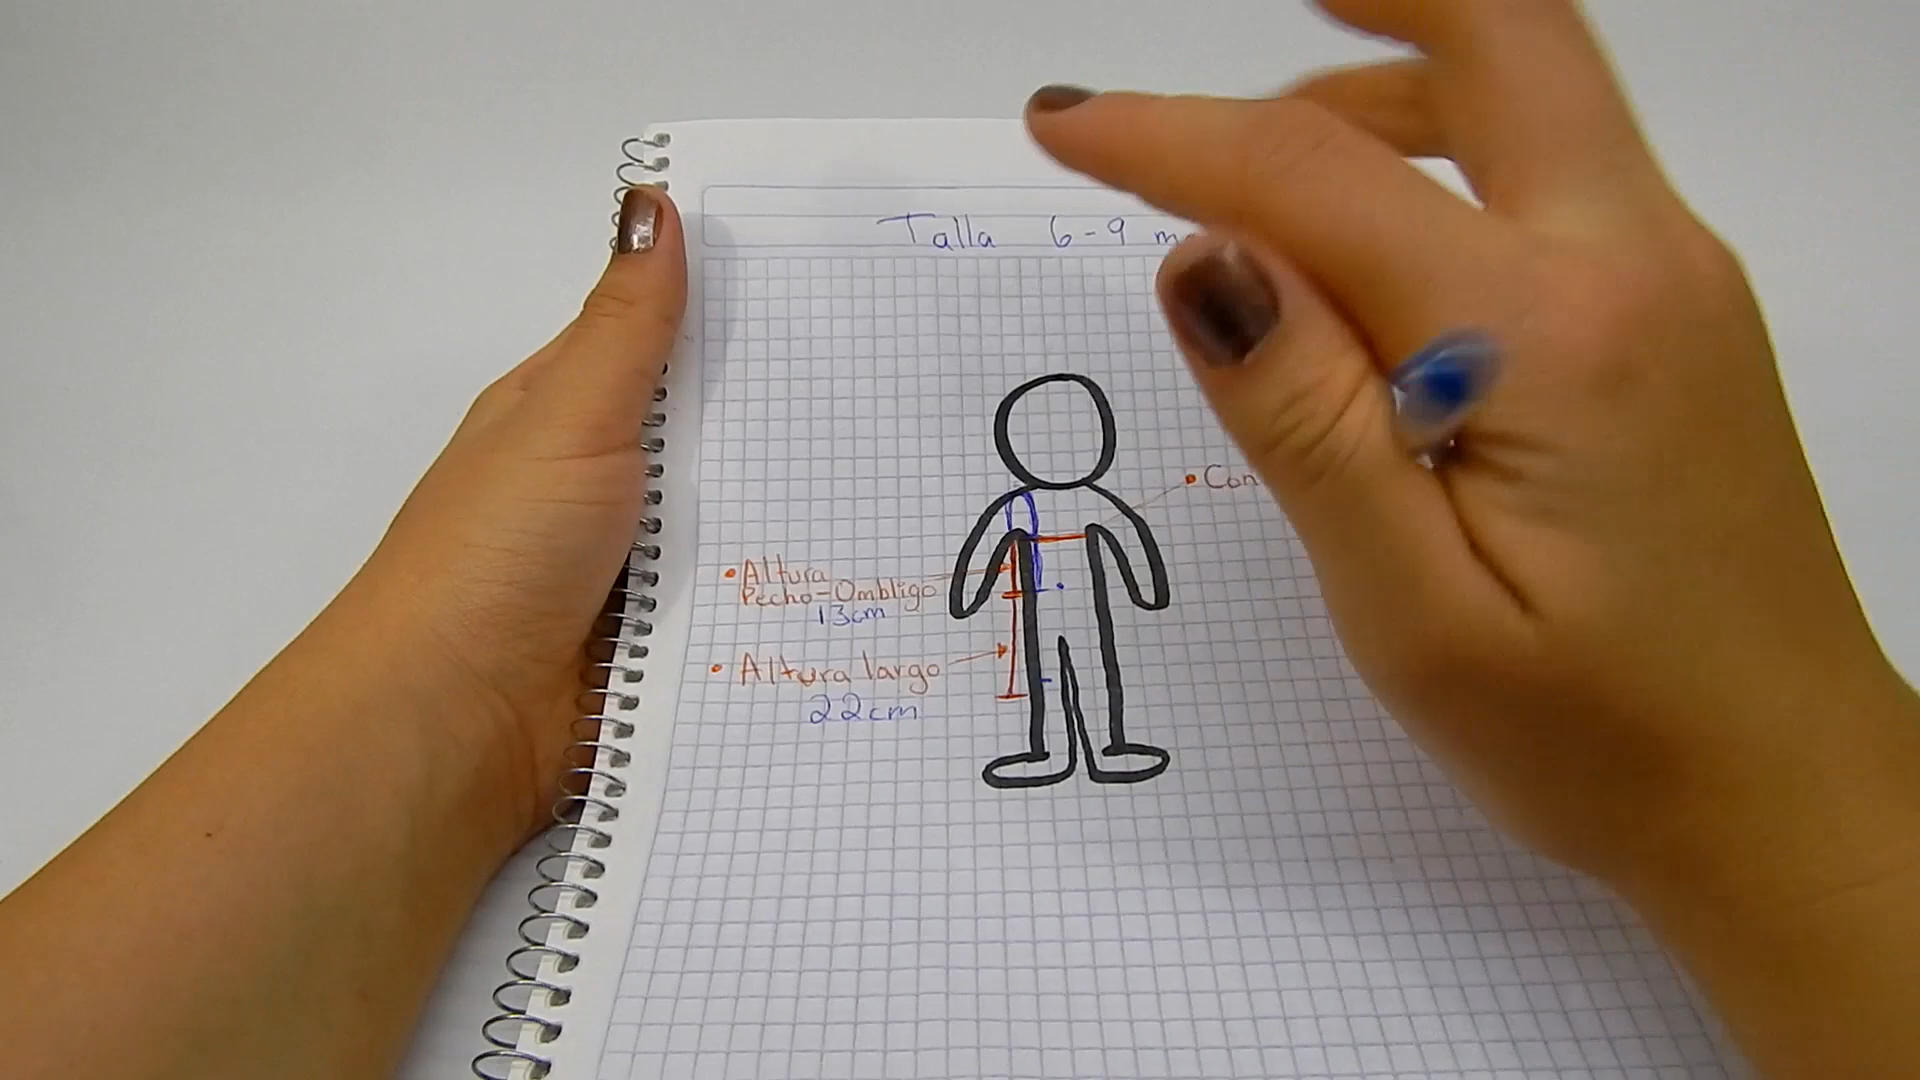 Talla 6-9
• Con
• Altura
Pecho-Ombligo
13cm
• Altura largo
22cm